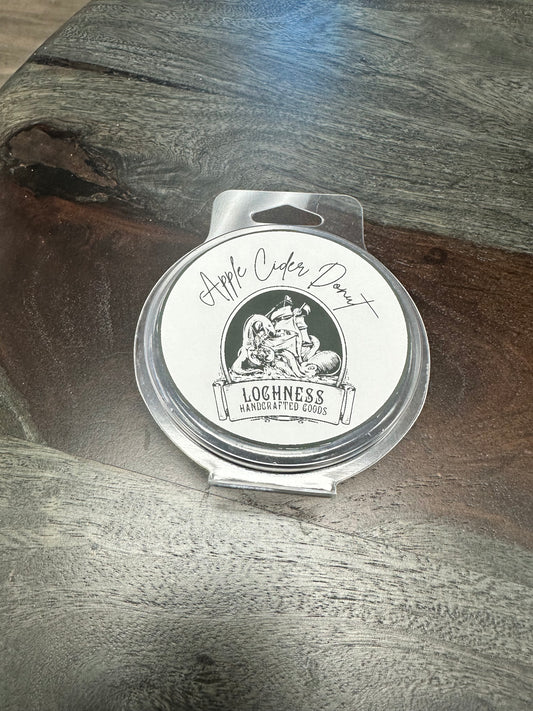 Apple Cider Donut
LOCHNESS
HANDCRAFTED GOODS